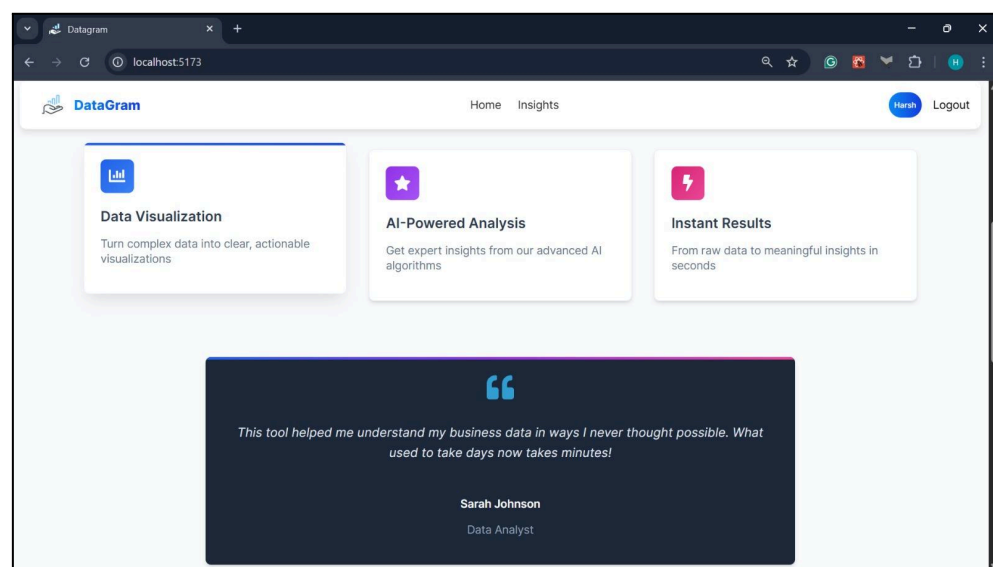 Datagram
localhost:5173
H
DataGram
Home Insights
Harsh
Logout
Data Visualization
Turn complex data into clear, actionable
visualizations
AI-Powered Analysis
Get expert insights from our advanced AI
algorithms
Instant Results
From raw data to meaningful insights in
seconds
This tool helped me understand my business data in ways I never thought possible. What
used to take days now takes minutes!
Sarah Johnson
Data Analyst